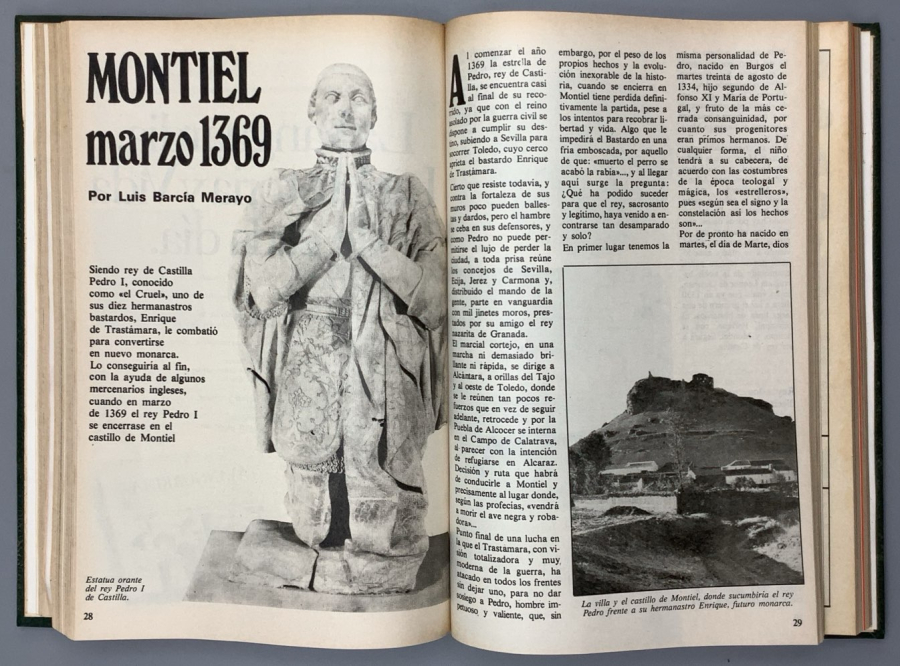 MONTIEL
marzo 1369
Por Luis Barcía Merayo
Siendo rey de Castilla
Pedro I, conocido
como «el Cruel», uno de
sus diez hermanastros
bastardos, Enrique
de Trastámara, le combatió
para convertirse
en nuevo monarca.
Lo conseguiría al fin,
con la ayuda de algunos
mercenarios ingleses,
cuando en marzo
de 1369 el rey Pedro I
se encerrase en el
castillo de Montiel
Estatua orante
del rey Pedro I
de Castilla.
28
Al comenzar el año
1369 la estrella de
Pedro, rey de Casti-
lla, se encuentra casi
al final de su reco-
rrido, ya que con el reino
asolado por la guerra civil se
dispone a cumplir su des-
tino, subiendo a Sevilla para
socorrer Toledo, cuyo cerco
aprieta el bastardo Enrique
de Trastámara.
Cierto que resiste todavía, y
contra la fortaleza de sus
muros poco pueden balles-
tas y dardos, pero el hambre
se ceba en sus defensores, y
como Pedro no puede per-
mitirse el lujo de perder la
ciudad, a toda prisa reúne
los concejos de Sevilla,
Ecija, Jerez y Carmona y,
distribuido el mando de la
gente, parte en vanguardia
con mil jinetes moros, pres-
tados por su amigo el rey
nazarita de Granada.
El marcial cortejo, en una
marcha ni demasiado bri-
llante ni rápida, se dirige a
Alcántara, a orillas del Tajo
y al oeste de Toledo, donde
se le reúnen tan pocos re-
fuerzos que en vez de seguir
adelante, retrocede y por la
Puebla de Alcocer se interna
en el Campo de Calatrava,
al parecer con la intención
de refugiarse en Alcaraz.
Decisión y ruta que habrá
de conducirle a Montiel y
precisamente al lugar donde,
según las profecías, «vendrá
a morir el ave negra y roba-
dora»...
Punto final de una lucha en
la que el Trastamara, con vi-
sión totalizadora y muy
moderna de la guerra, ha
atacado en todos los frentes
sin dejar uno, para no dar
sosiego a Pedro, hombre im-
petuoso y valiente, que, sin
embargo, por el peso de los
propios hechos y la evolu-
ción inexorable de la histo-
ria, cuando se encierra en
Montiel tiene perdida defini-
tivamente la partida, pese a
los intentos para recobrar li-
bertad y vida. Algo que le
impedirá el Bastardo en una
fría emboscada, por aquello
de que: «muerto el perro se
acabó la rabia»..., y al llegar
aquí surge la pregunta:
¿Qué ha podido suceder
para que el rey, sacrosanto
y legítimo, haya venido a en-
contrarse tan desamparado
y solo?
En primer lugar tenemos la
misma personalidad de Pe-
dro, nacido en Burgos el
martes treinta de agosto de
1334, hijo segundo de Al-
fonso XI y María de Portu-
gal, y fruto de la más ce-
rrada consanguinidad, por
cuanto sus progenitores
eran primos hermanos. De
cualquier forma, el niño
tendrá a su cabecera, de
acuerdo con las costumbres
de la época teologal y
mágica, los «estrelleros»,
pues «según sea el signo y la
constelación así los hechos
son»...
Por de pronto ha nacido en
martes, el día de Marte, dios
La villa y el castillo de Montiel, donde sucumbiría el rey
Pedro frente a su hermanastro Enrique, futuro monarca.
29